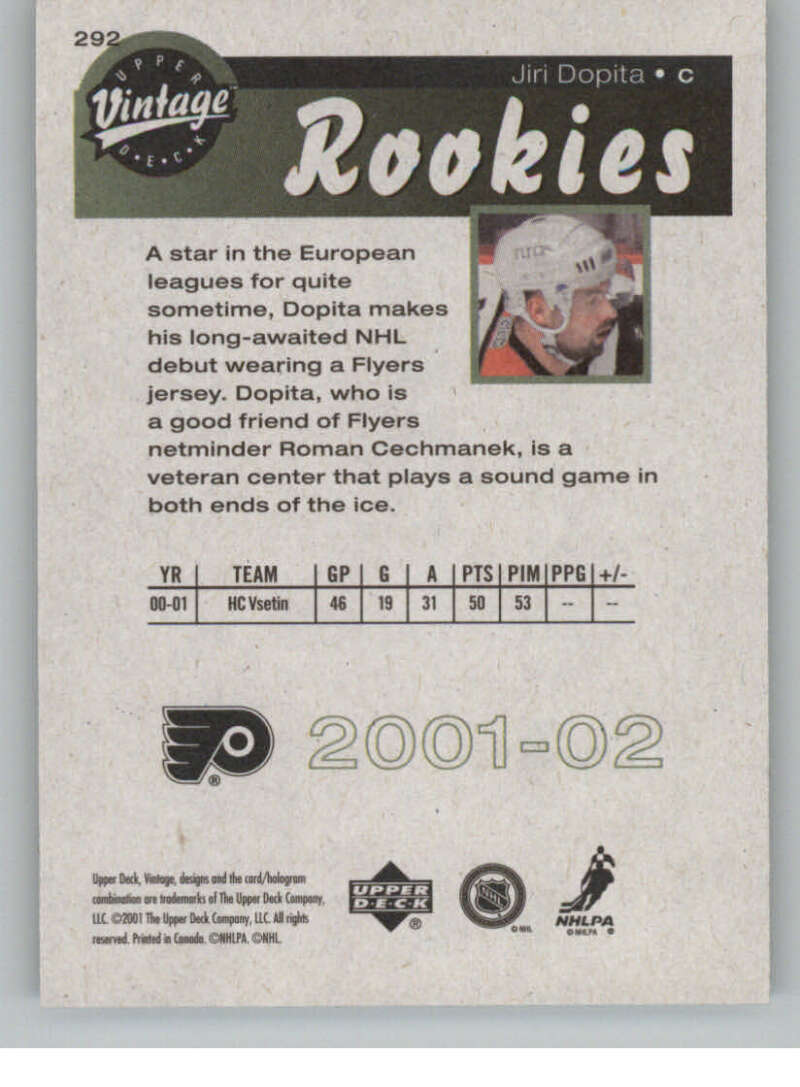 292
UPPER
Vintage
D•E•C•K
Jiri Dopita • C
Rookies
A star in the European
leagues for quite
sometime, Dopita makes
his long-awaited NHL
debut wearing a Flyers
jersey. Dopita, who is
a good friend of Flyers
netminder Roman Cechmanek, is a
veteran center that plays a sound game in
both ends of the ice.
YR TEAM GP G A PTS PIM PPG +/-
00-01 HC Vsetin 46 19 31 50 53 -- --
2001-02
®
Upper Deck, Vintage, designs and the card/hologram
combination are trademarks of The Upper Deck Company,
LLC. ©2001 The Upper Deck Company, LLC. All rights
reserved. Printed in Canada. ©NHLPA. ©NHL.
UPPER
D•E•C•K
®
NHL
© NHL
NHLPA
© NHLPA